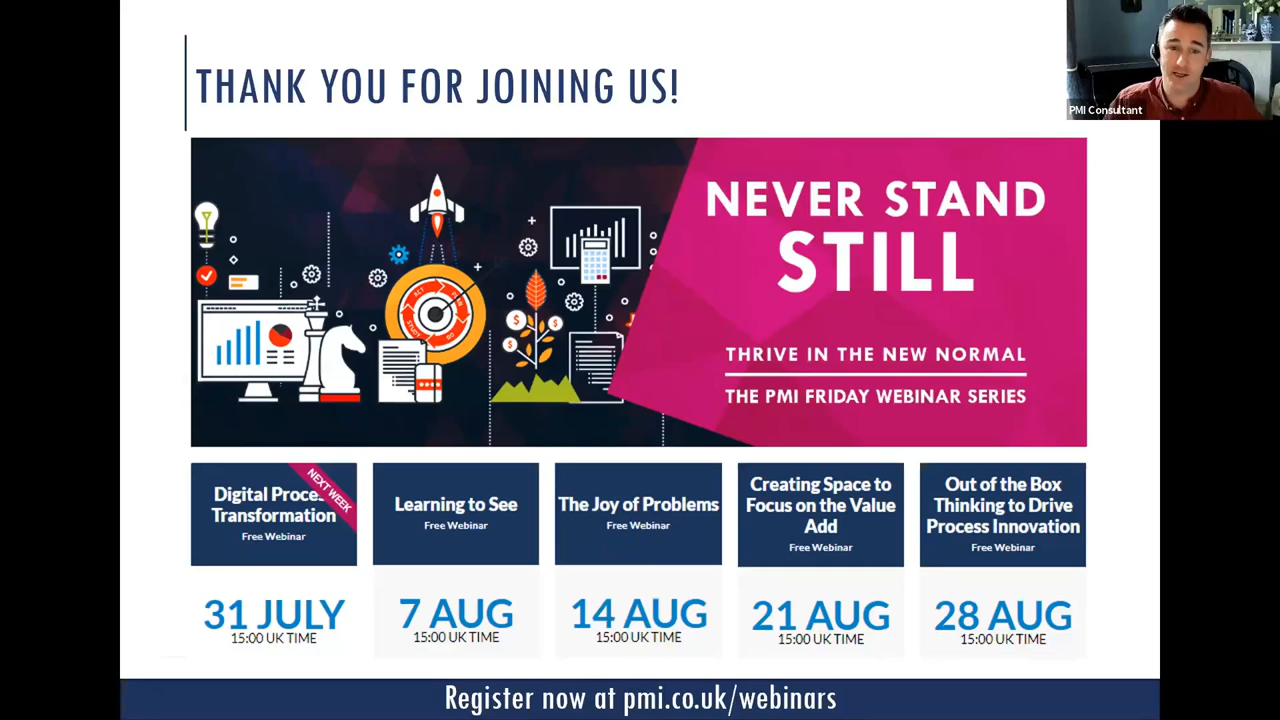 THANK YOU FOR JOINING US!
PMI Consultant
NEVER STAND
STILL
THRIVE IN THE NEW NORMAL
THE PMI FRIDAY WEBINAR SERIES
ACT
PLAN
STUDY
DO
NEXT WEEK
Digital
Transformation
Free Webinar
31 JULY
15:00 UK TIME
Learning to See
Free Webinar
7 AUG
15:00 UK TIME
The Joy of Problems
Free Webinar
14 AUG
15:00 UK TIME
Creating Space to
Focus on the Value
Add
Free Webinar
21 AUG
15:00 UK TIME
Out of the Box
Thinking to Drive
Process Innovation
Free Webinar
28 AUG
15:00 UK TIME
Register now at pmi.co.uk/webinars